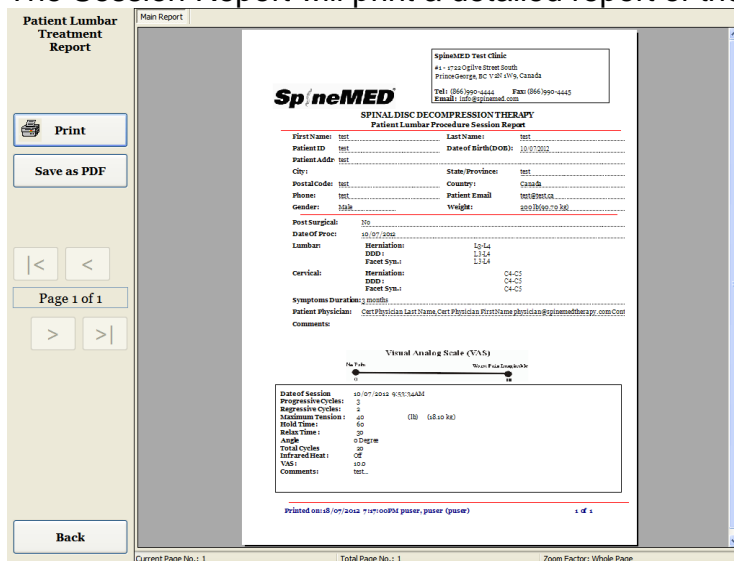 The Session Report will print a detailed report of the
Patient Lumbar
Treatment
Report
Print
Save as PDF
|< <
Page 1 of 1
> >|
Back
Main Report
SpineMED Test Clinic
#1 - 1722 Ogilve Street South
Prince George, BC V2N 1W9, Canada
Tel: (866)990-4444 Fax: (866)990-4445
Email: info@spinemed.com
SpineMED
SPINAL DISC DECOMPRESSION THERAPY
Patient Lumbar Procedure Session Report
First Name: test Last Name: test
Patient ID test Date of Birth(DOB): 10/07/2012
Patient Addr test
City: State/Province: test
Postal Code: test Country: Canada
Phone: test Patient Email test@test.ca
Gender: Male Weight: 200 lb(90.70 kg)
Post Surgical: No
Date Of Proc: 10/07/2012
Lumbar: Herniation: L3-L4
DDD: L3-L4
Facet Syn.: L3-L4
Cervical: Herniation: C4-C5
DDD: C4-C5
Facet Syn.: C4-C5
Symptoms Duration: 3 months
Patient Physician: Cert Physician Last Name, Cert Physician First Name physician@spinemedtherapy.com Cont
Comments:
Visual Analog Scale (VAS)
No Pain Worst Pain Imaginable
0 10
Date of Session 10/07/2012 9:53:34AM
Progressive Cycles: 3
Regressive Cycles: 2
Maximum Tension: 40 (lb) (18.10 kg)
Hold Time: 60
Relax Time: 30
Angle 0 Degree
Total Cycles 20
Infrared Heat: Off
VAS: 10.0
Comments: test..
Printed on: 18/07/2012 7:17:00PM puser, puser (puser) 1 of 1
Current Page No.: 1 Total Page No.: 1 Zoom Factor: Whole Page